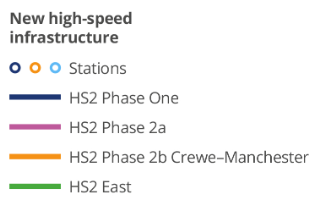 New high-speed
infrastructure
Stations
HS2 Phase One
HS2 Phase 2a
HS2 Phase 2b Crewe–Manchester
HS2 East